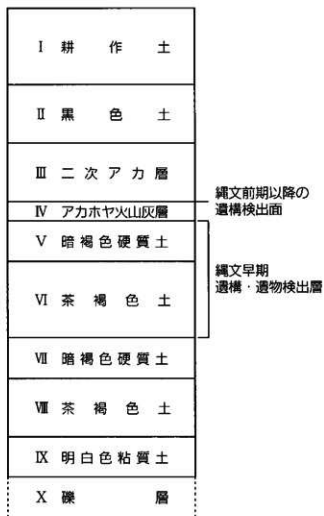 Ⅰ 耕作土
Ⅱ 黒色土
Ⅲ 二次アカ層
縄文前期以降の
遺構検出面
Ⅳ アカホヤ火山灰層
Ⅴ 暗褐色硬質土
縄文早期
遺構・遺物検出層
Ⅵ 茶褐色土
Ⅶ 暗褐色硬質土
Ⅷ 茶褐色土
Ⅸ 明白色粘質土
Ⅹ 礫層